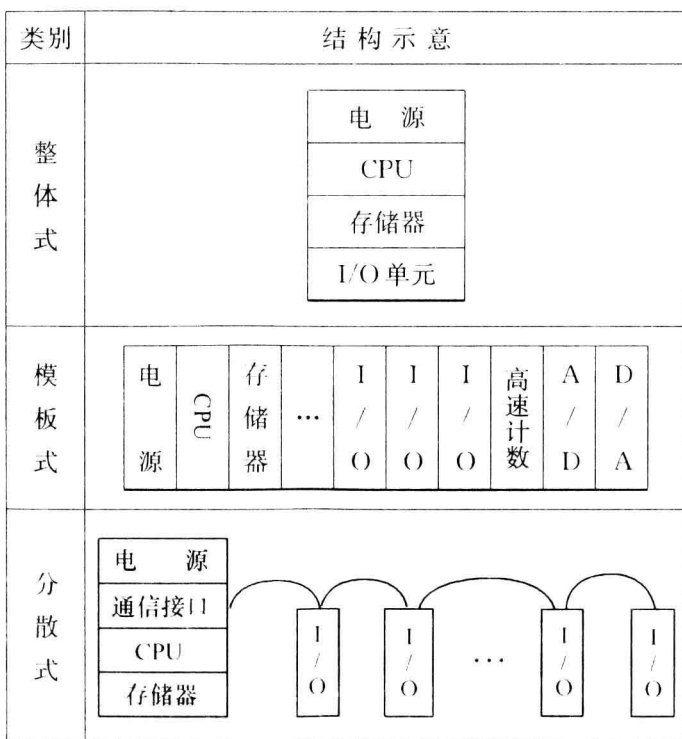 类别
结构示意
整体式
电 源
CPU
存储器
I/O单元
模板式
电源
CPU
存储器
…
I/O
I/O
I/O
高速计数
A/D
D/A
分散式
电 源
通信接口
CPU
存储器
I/O
I/O
…
I/O
I/O